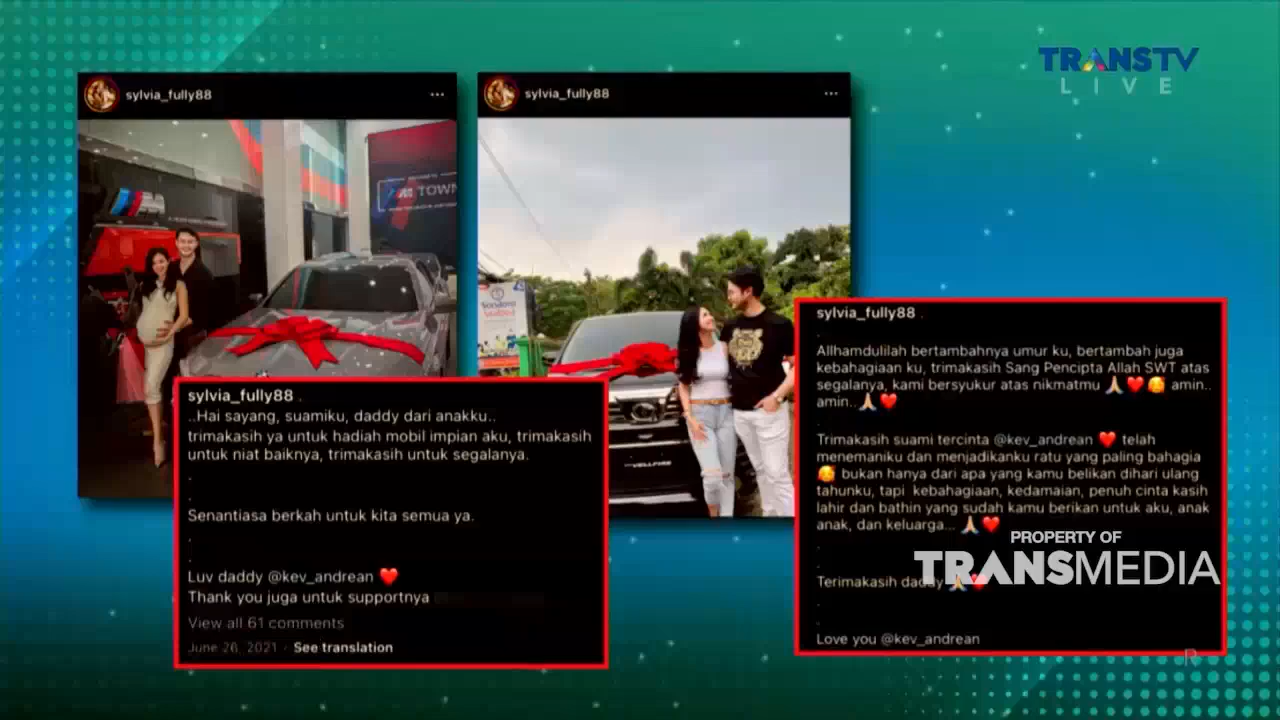 TRANSTV
LIVE
sylvia_fully88
M TOWN
sylvia_fully88
VELLFIRE
sylvia_fully88 .
..Hai sayang, suamiku, daddy dari anakku..
trimakasih ya untuk hadiah mobil impian aku, trimakasih
untuk niat baiknya, trimakasih untuk segalanya.
.
.
Senantiasa berkah untuk kita semua ya.
.
.
Luv daddy @kev_andrean ❤️
Thank you juga untuk supportnya
View all 61 comments
June 26, 2021 · See translation
sylvia_fully88 .
.
Allhamdulilah bertambahnya umur ku, bertambah juga
kebahagiaan ku, trimakasih Sang Pencipta Allah SWT atas
segalanya, kami bersyukur atas nikmatmu 🙏❤️🥰 amin..
amin..🙏❤️
.
Trimakasih suami tercinta @kev_andrean ❤️ telah
menemaniku dan menjadikanku ratu yang paling bahagia
🥰 bukan hanya dari apa yang kamu belikan dihari ulang
tahunku, tapi kebahagiaan, kedamaian, penuh cinta kasih
lahir dan bathin yang sudah kamu berikan untuk aku, anak
anak, dan keluarga... 🙏❤️
.
PROPERTY OF
TRANSMEDIA
Terimakasih daddy 🙏❤️
.
.
Love you @kev_andrean